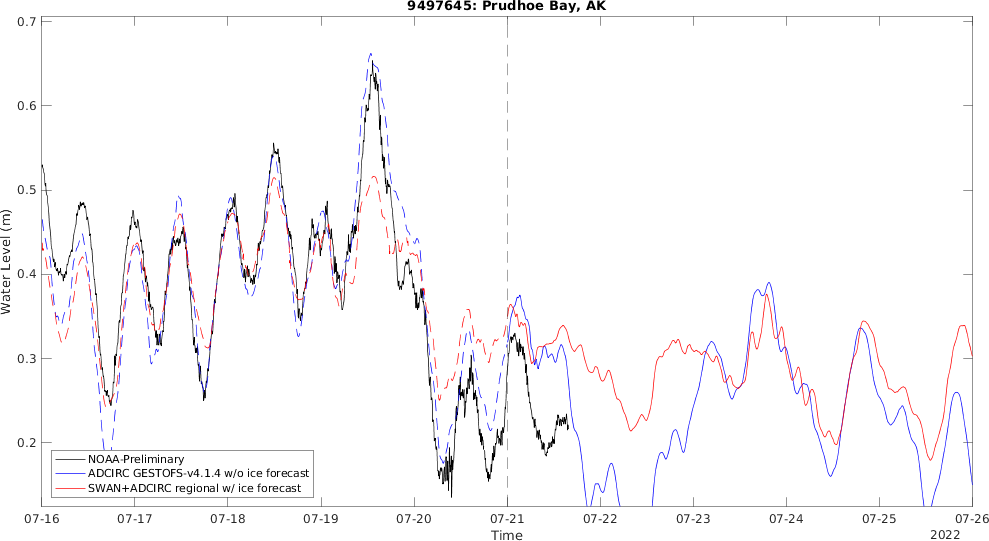 9497645: Prudhoe Bay, AK
0.7
0.6
0.5
0.4
0.3
0.2
Water Level (m)
NOAA-Preliminary
ADCIRC GESTOFS-v4.1.4 w/o ice forecast
SWAN+ADCIRC regional w/ ice forecast
07-16 07-17 07-18 07-19 07-20 07-21 07-22 07-23 07-24 07-25 07-26
Time
2022